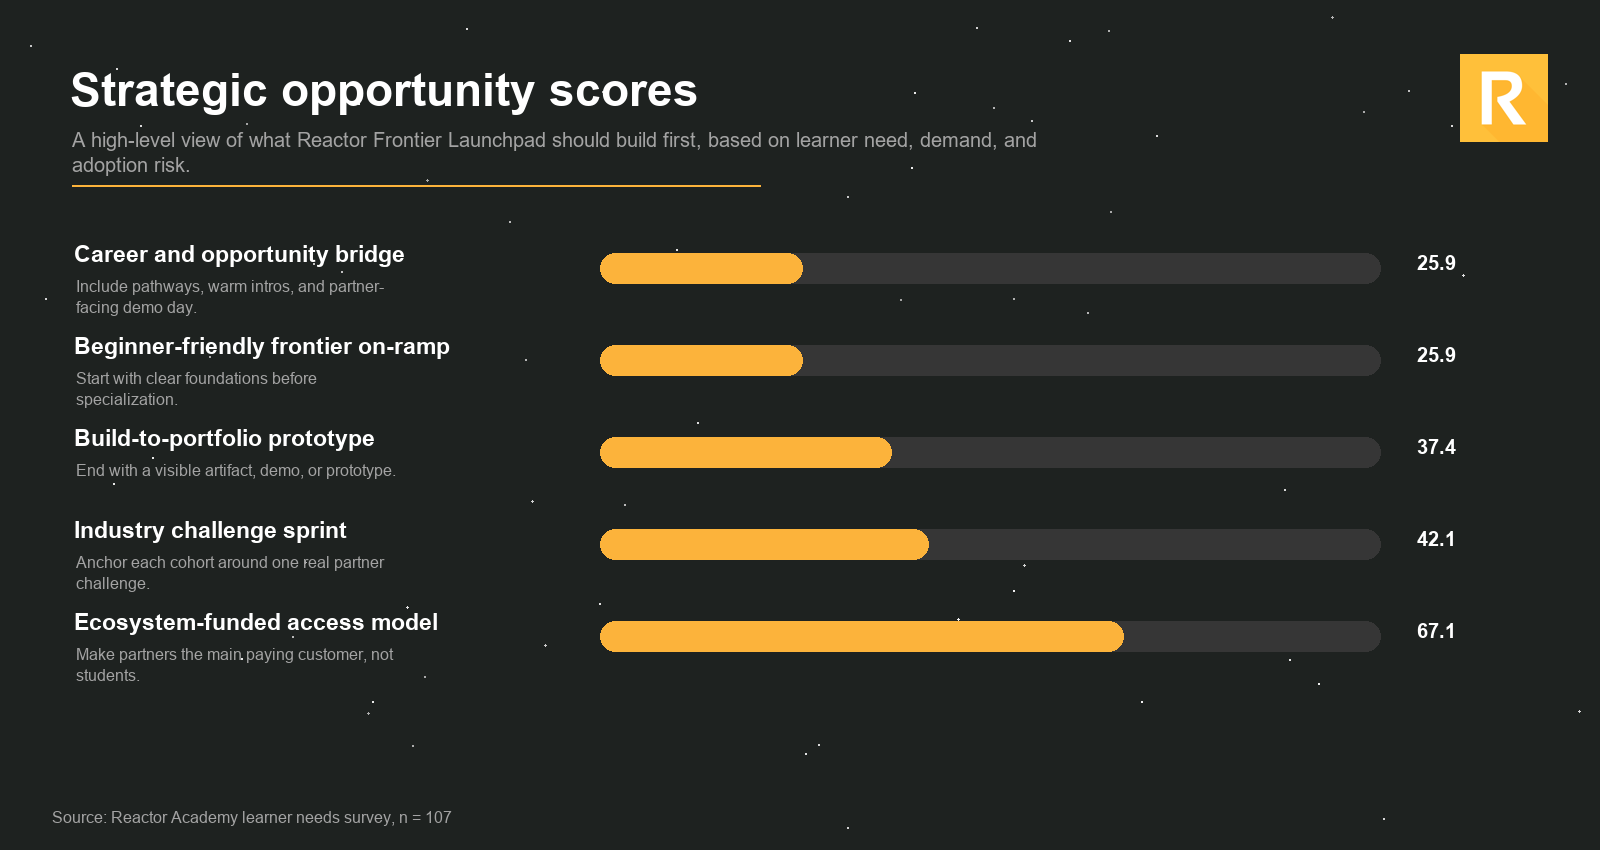 Strategic opportunity scores
R
A high-level view of what Reactor Frontier Launchpad should build first, based on learner need, demand, and
adoption risk.
Career and opportunity bridge
25.9
Include pathways, warm intros, and partner-
facing demo day.
Beginner-friendly frontier on-ramp
25.9
Start with clear foundations before
specialization.
Build-to-portfolio prototype
37.4
End with a visible artifact, demo, or prototype.
Industry challenge sprint
42.1
Anchor each cohort around one real partner
challenge.
Ecosystem-funded access model
67.1
Make partners the main paying customer, not
students.
Source: Reactor Academy learner needs survey, n = 107